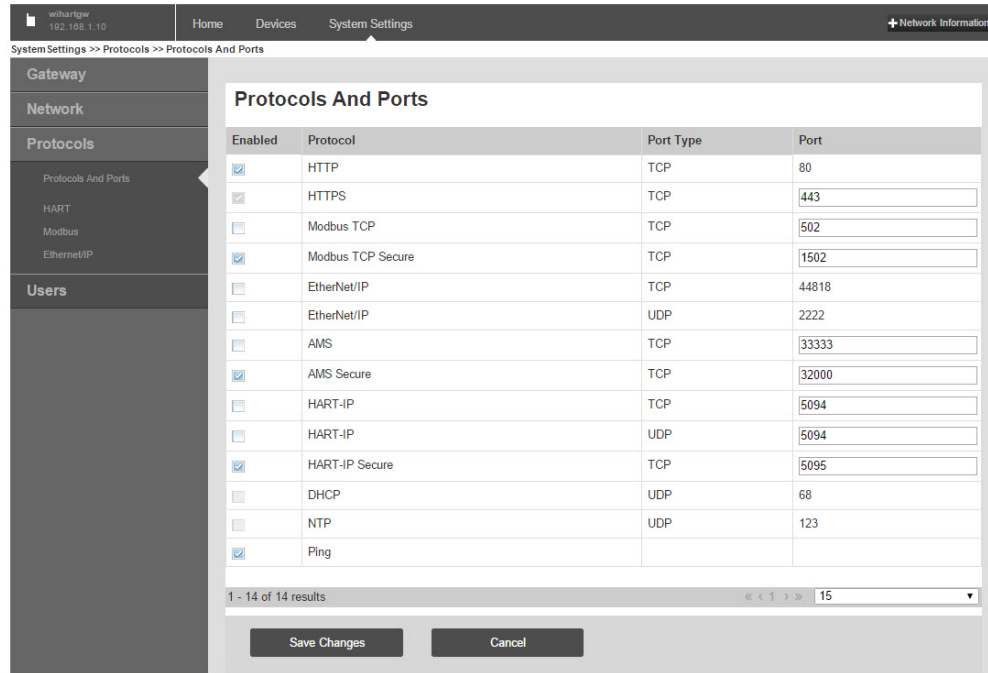 wihartgw
192.168.1.10
Home Devices System Settings
+Network Information
System Settings >> Protocols >> Protocols And Ports
Gateway
Network
Protocols
Protocols And Ports
HART
Modbus
Ethernet/IP
Users
Protocols And Ports
Enabled Protocol Port Type Port
HTTP TCP 80
HTTPS TCP 443
Modbus TCP TCP 502
Modbus TCP Secure TCP 1502
EtherNet/IP TCP 44818
EtherNet/IP UDP 2222
AMS TCP 33333
AMS Secure TCP 32000
HART-IP TCP 5094
HART-IP UDP 5094
HART-IP Secure TCP 5095
DHCP UDP 68
NTP UDP 123
Ping
1 - 14 of 14 results « ‹ 1 › » 15
Save Changes Cancel